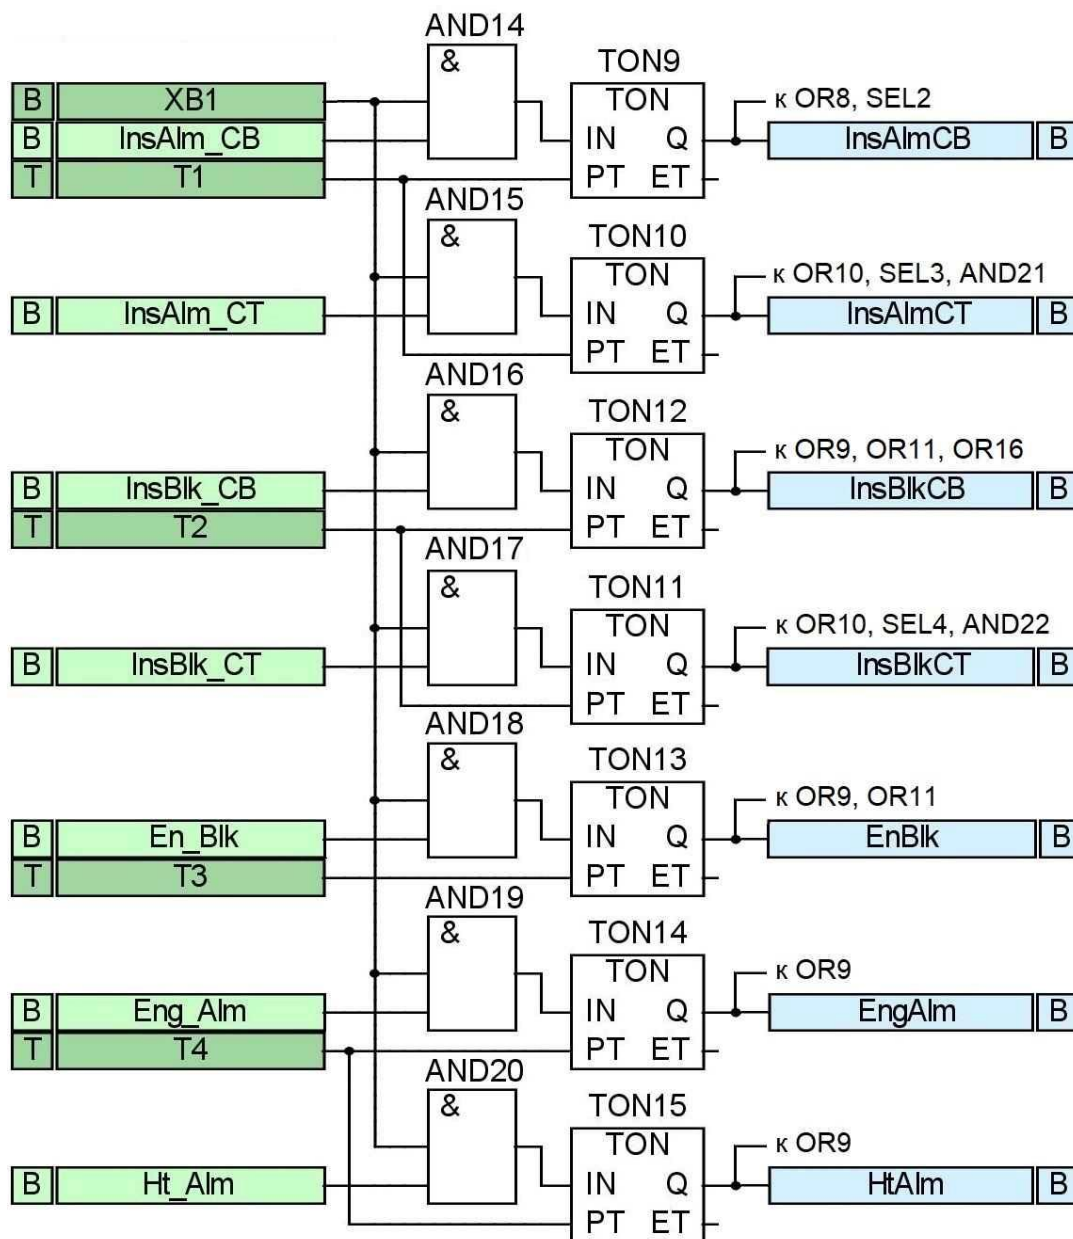 AND14
&
TON9
B XB1
TON
к OR8, SEL2
B InsAlm_CB
IN Q
InsAlmCB B
T T1
PT ET
AND15
&
TON10
TON
к OR10, SEL3, AND21
B InsAlm_CT
IN Q
InsAlmCT B
PT ET
AND16
&
TON12
TON
к OR9, OR11, OR16
B InsBlk_CB
IN Q
InsBlkCB B
T T2
PT ET
AND17
&
TON11
TON
к OR10, SEL4, AND22
B InsBlk_CT
IN Q
InsBlkCT B
PT ET
AND18
&
TON13
TON
к OR9, OR11
B En_Blk
IN Q
EnBlk B
T T3
PT ET
AND19
&
TON14
TON
к OR9
B Eng_Alm
IN Q
EngAlm B
T T4
PT ET
AND20
&
TON15
TON
к OR9
B Ht_Alm
IN Q
HtAlm B
PT ET